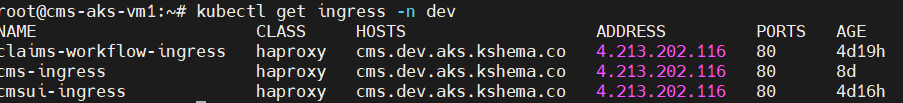 root@cms-aks-vm1:~# kubectl get ingress -n dev
NAME CLASS HOSTS ADDRESS PORTS AGE
claims-workflow-ingress haproxy cms.dev.aks.kshema.co 4.213.202.116 80 4d19h
cms-ingress haproxy cms.dev.aks.kshema.co 4.213.202.116 80 8d
cmsui-ingress haproxy cms.dev.aks.kshema.co 4.213.202.116 80 4d16h